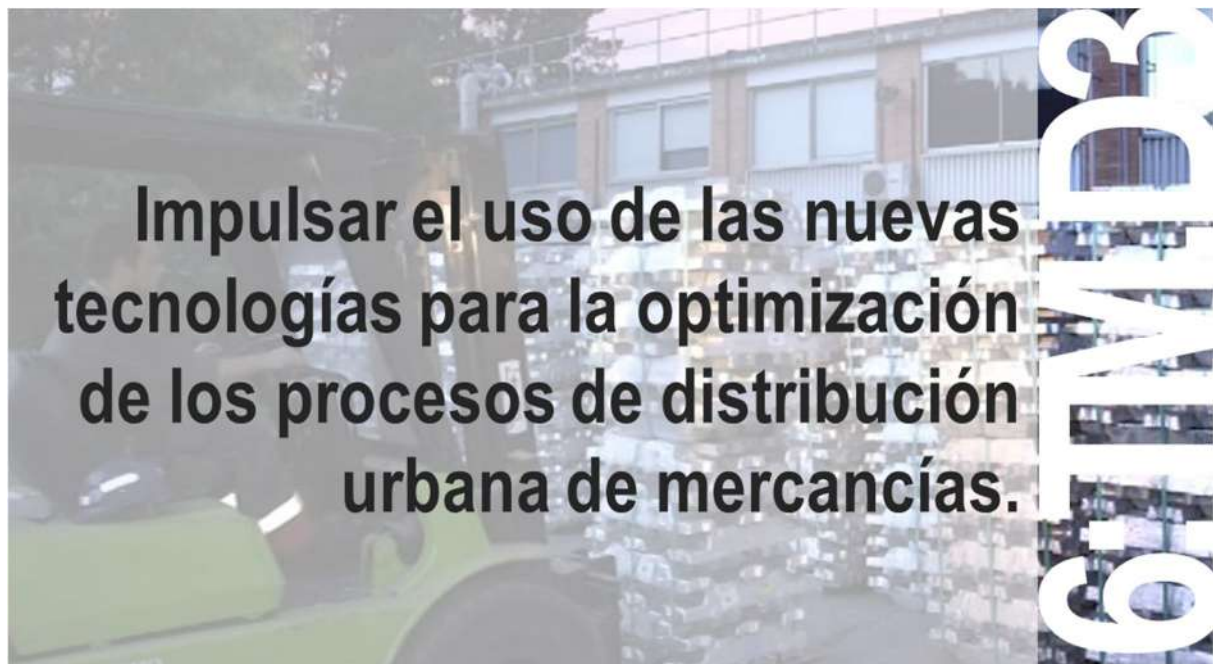 Impulsar el uso de las nuevas
tecnologías para la optimización
de los procesos de distribución
urbana de mercancías.
6.TM.D3